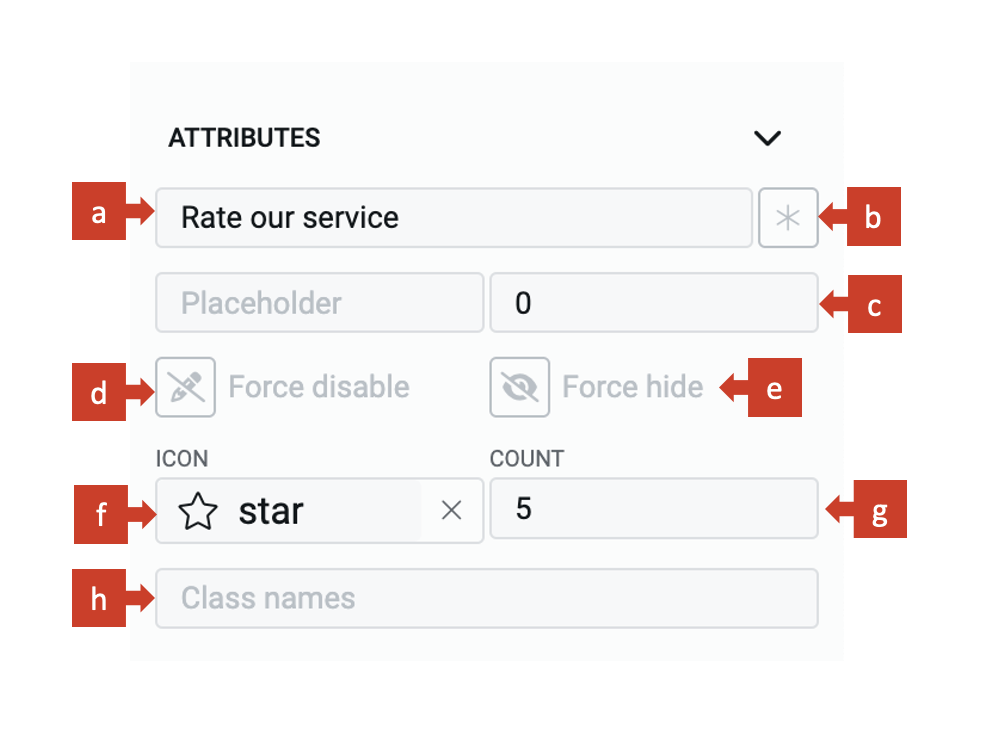 ATTRIBUTES
a Rate our service * b
Placeholder 0 c
d Force disable Force hide e
ICON COUNT
f star 5 g
h Class names